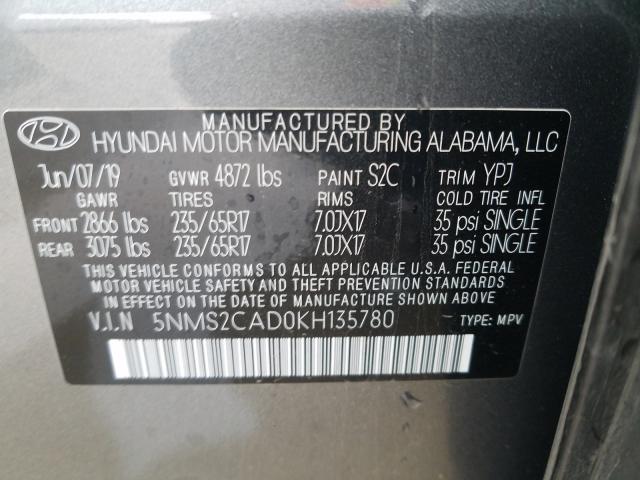 MANUFACTURED BY
HYUNDAI MOTOR MANUFACTURING ALABAMA, LLC
Jun/07/19 GVWR 4872 lbs PAINT S2C TRIM YPJ
GAWR TIRES RIMS COLD TIRE INFL
FRONT 2866 lbs 235/65R17 7.0JX17 35 psi SINGLE
REAR 3075 lbs 235/65R17 7.0JX17 35 psi SINGLE
THIS VEHICLE CONFORMS TO ALL APPLICABLE U.S.A. FEDERAL
MOTOR VEHICLE SAFETY AND THEFT PREVENTION STANDARDS
IN EFFECT ON THE DATE OF MANUFACTURE SHOWN ABOVE.
V.I.N 5NMS2CAD0KH135780 TYPE: MPV